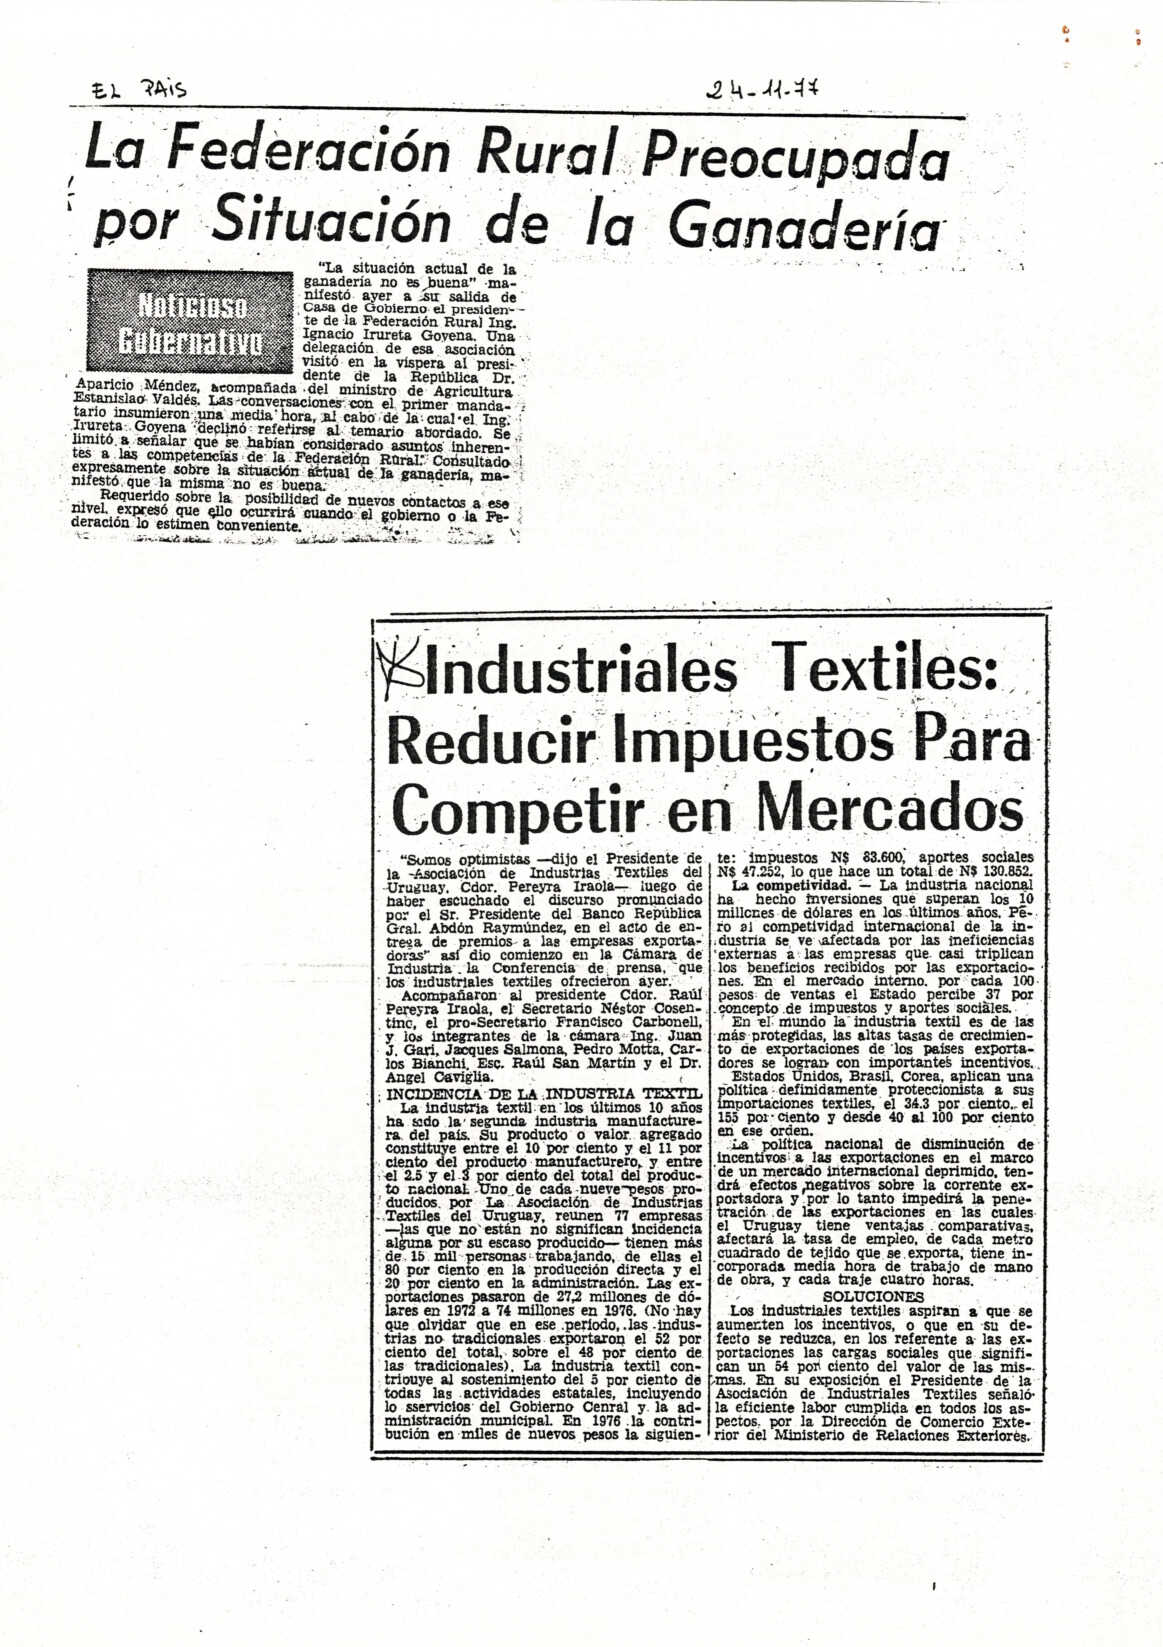 EL PAIS
24-11-77
La Federación Rural Preocupada
por Situación de la Ganadería
Noticioso
Gubernativo
"La situación actual de la
ganadería no es buena" ma-
nifestó ayer a su salida de
Casa de Gobierno el presiden-
te de la Federación Rural Ing.
Ignacio Irureta Goyena. Una
delegación de esa asociación
visitó en la víspera al presi-
dente de la República Dr.
Aparicio Méndez, acompañada del ministro de Agricultura
Estanislao Valdés. Las conversaciones con el primer manda-
tario insumieron una media hora, al cabo de la cual el Ing.
Irureta Goyena declinó referirse al temario abordado. Se
limitó a señalar que se habían considerado asuntos inheren-
tes a las competencias de la Federación Rural. Consultado
expresamente sobre la situación actual de la ganadería, ma-
nifestó que la misma no es buena.
Requerido sobre la posibilidad de nuevos contactos a ese
nivel, expresó que ello ocurrirá cuando el gobierno o la Fe-
deración lo estimen conveniente.
Industriales Textiles:
Reducir Impuestos Para
Competir en Mercados
"Somos optimistas —dijo el Presidente de
la Asociación de Industrias Textiles del
Uruguay, Cdor. Pereyra Iraola— luego de
haber escuchado el discurso pronunciado
por el Sr. Presidente del Banco República
Gral. Abdón Raymúndez, en el acto de en-
trega de premios a las empresas exporta-
doras" así dio comienzo en la Cámara de
Industria la Conferencia de prensa, que
los industriales textiles ofrecieron ayer.
Acompañaron al presidente Cdor. Raúl
Pereyra Iraola, el Secretario Néstor Cosen-
tino, el pro-Secretario Francisco Carbonell,
y los integrantes de la cámara Ing. Juan
J. Gari, Jacques Salmona, Pedro Motta, Car-
los Bianchi, Esc. Raúl San Martín y el Dr.
Angel Caviglia.
INCIDENCIA DE LA INDUSTRIA TEXTIL
La industria textil en los últimos 10 años
ha sido la segunda industria manufacture-
ra del país. Su producto o valor agregado
constituye entre el 10 por ciento y el 11 por
ciento del producto manufacturero, y entre
el 2.5 y el 3 por ciento del total del produc-
to nacional. Uno de cada nueve pesos pro-
ducidos por La Asociación de Industrias
Textiles del Uruguay, reunen 77 empresas
—las que no están no significan incidencia
alguna por su escaso producido— tienen más
de 15 mil personas trabajando, de ellas el
80 por ciento en la producción directa y el
20 por ciento en la administración. Las ex-
portaciones pasaron de 27,2 millones de dó-
lares en 1972 a 74 millones en 1976. (No hay
que olvidar que en ese período, las indus-
trias no tradicionales exportaron el 52 por
ciento del total, sobre el 48 por ciento de
las tradicionales). La industria textil con-
tribuye al sostenimiento del 5 por ciento de
todas las actividades estatales, incluyendo
lo sservicios del Gobierno Cenral y la ad-
ministración municipal. En 1976 la contri-
bución en miles de nuevos pesos la siguien-
te: impuestos N$ 83.600, aportes sociales
N$ 47.252, lo que hace un total de N$ 130.852.
La competividad. — La industria nacional
ha hecho inversiones que superan los 10
millones de dólares en los últimos años. Pe-
ro al competividad internacional de la in-
dustria se ve afectada por las ineficiencias
externas a las empresas que casi triplican
los beneficios recibidos por las exportacio-
nes. En el mercado interno, por cada 100
pesos de ventas el Estado percibe 37 por
concepto de impuestos y aportes sociales.
En el mundo la industria textil es de las
más protegidas, las altas tasas de crecimien-
to de exportaciones de los países exporta-
dores se logran con importantes incentivos.
Estados Unidos, Brasil, Corea, aplican una
política definidamente proteccionista a sus
importaciones textiles, el 34.3 por ciento, el
155 por ciento y desde 40 al 100 por ciento
en ese orden.
La política nacional de disminución de
incentivos a las exportaciones en el marco
de un mercado internacional deprimido, ten-
drá efectos negativos sobre la corriente ex-
portadora y por lo tanto impedirá la pene-
tración de las exportaciones en las cuales
el Uruguay tiene ventajas comparativas,
afectará la tasa de empleo, de cada metro
cuadrado de tejido que se exporta, tiene in-
corporada media hora de trabajo de mano
de obra, y cada traje cuatro horas.
SOLUCIONES
Los industriales textiles aspiran a que se
aumenten los incentivos, o que en su de-
fecto se reduzca, en los referente a las ex-
portaciones las cargas sociales que signifi-
can un 54 por ciento del valor de las mis-
mas. En su exposición el Presidente de la
Asociación de Industriales Textiles señaló
la eficiente labor cumplida en todos los as-
pectos, por la Dirección de Comercio Exte-
rior del Ministerio de Relaciones Exteriores.